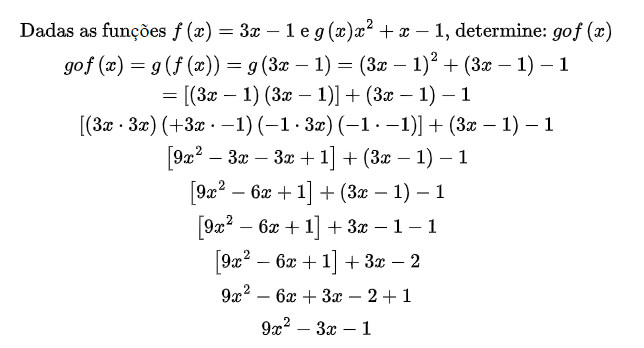 Dadas as funções f (x) = 3x − 1 e g (x)x² + x − 1, determine: gof (x)
gof (x) = g (f (x)) = g (3x − 1) = (3x − 1)² + (3x − 1) − 1
= [(3x − 1) (3x − 1)] + (3x − 1) − 1
[(3x · 3x) (+3x · −1) (−1 · 3x) (−1 · −1)] + (3x − 1) − 1
[9x² − 3x − 3x + 1] + (3x − 1) − 1
[9x² − 6x + 1] + (3x − 1) − 1
[9x² − 6x + 1] + 3x − 1 − 1
[9x² − 6x + 1] + 3x − 2
9x² − 6x + 3x − 2 + 1
9x² − 3x − 1